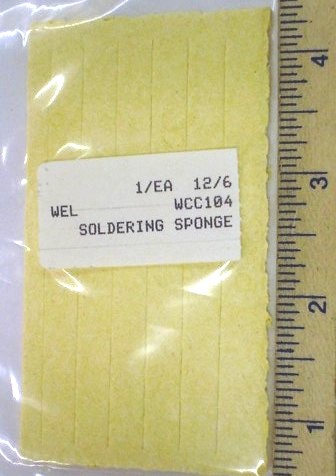 1/EA 12/6
WEL WCC104
SOLDERING SPONGE
4
3
2
1